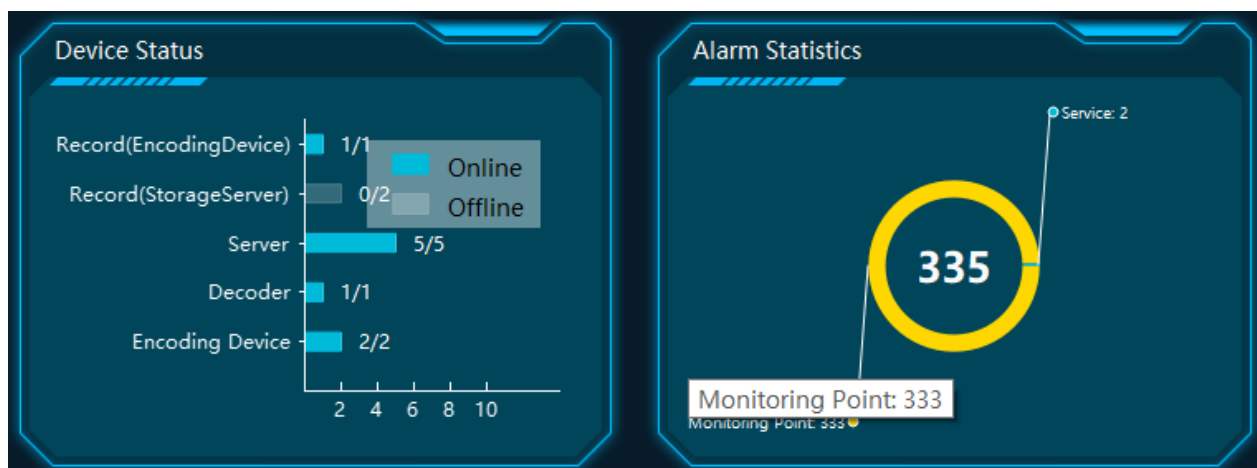 Device Status
Record(EncodingDevice)
1/1
Record(StorageServer)
0/2
Server
5/5
Decoder
1/1
Encoding Device
2/2
2 4 6 8 10
Online
Offline
Alarm Statistics
Service: 2
335
Monitoring Point: 333
Monitoring Point: 333